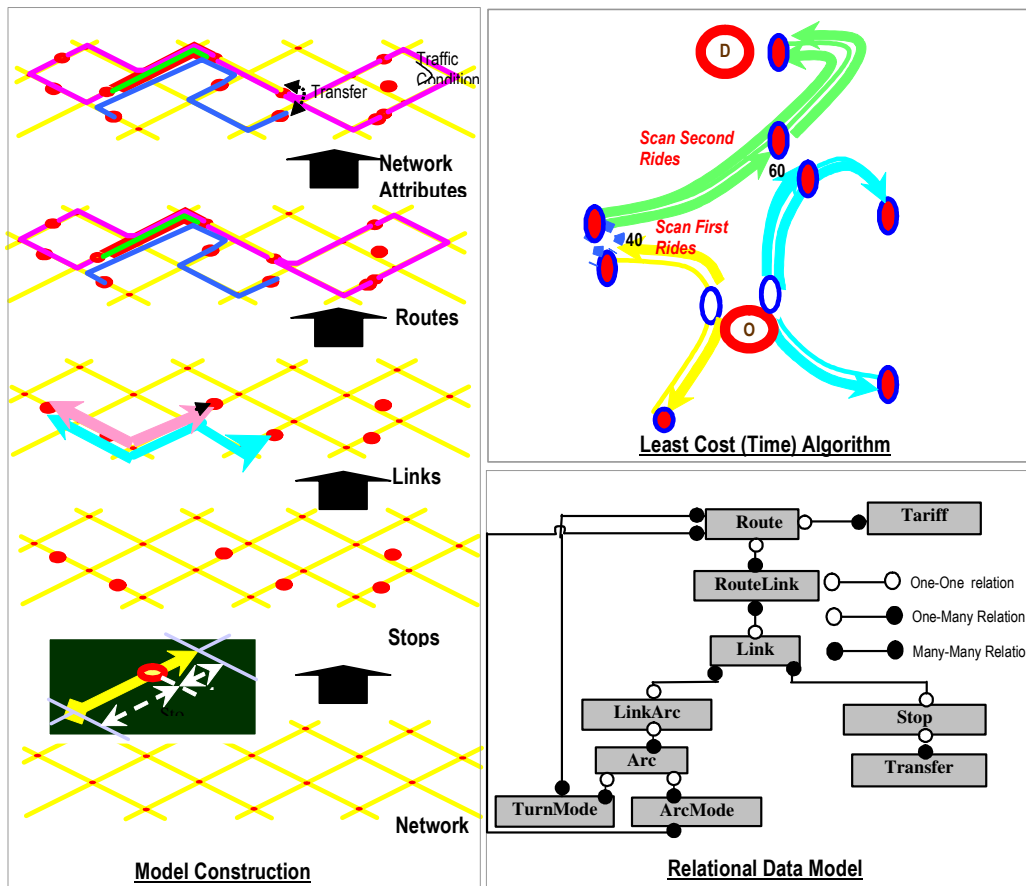 Traffic
Condition
Transfer
Network
Attributes
Routes
Links
Stops
Sto
Network
Model Construction
D
Scan Second
Rides
60
Scan First
Rides
40
O
Least Cost (Time) Algorithm
Route
Tariff
RouteLink
One-One relation
One-Many Relation
Link
Many-Many Relatio
LinkArc
Stop
Arc
Transfer
TurnMode
ArcMode
Relational Data Model